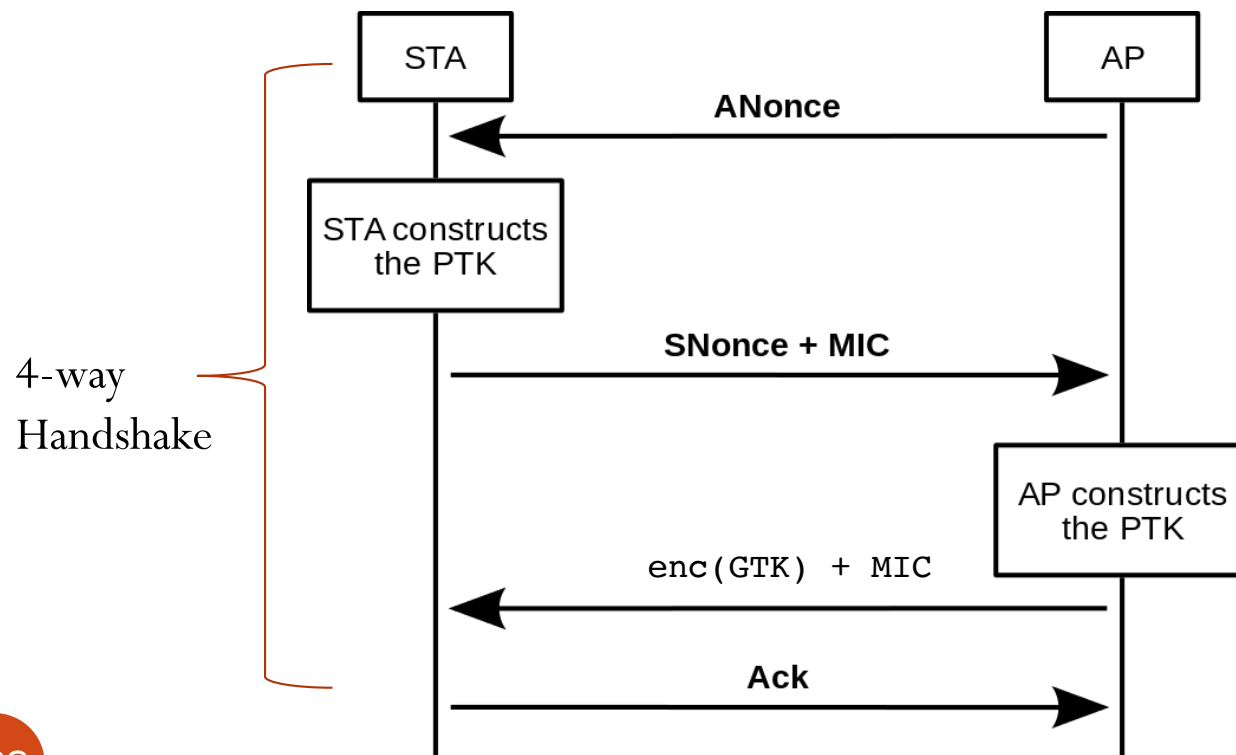 STA
AP
ANonce
STA constructs
the PTK
SNonce + MIC
4-way
Handshake
AP constructs
the PTK
enc(GTK) + MIC
Ack